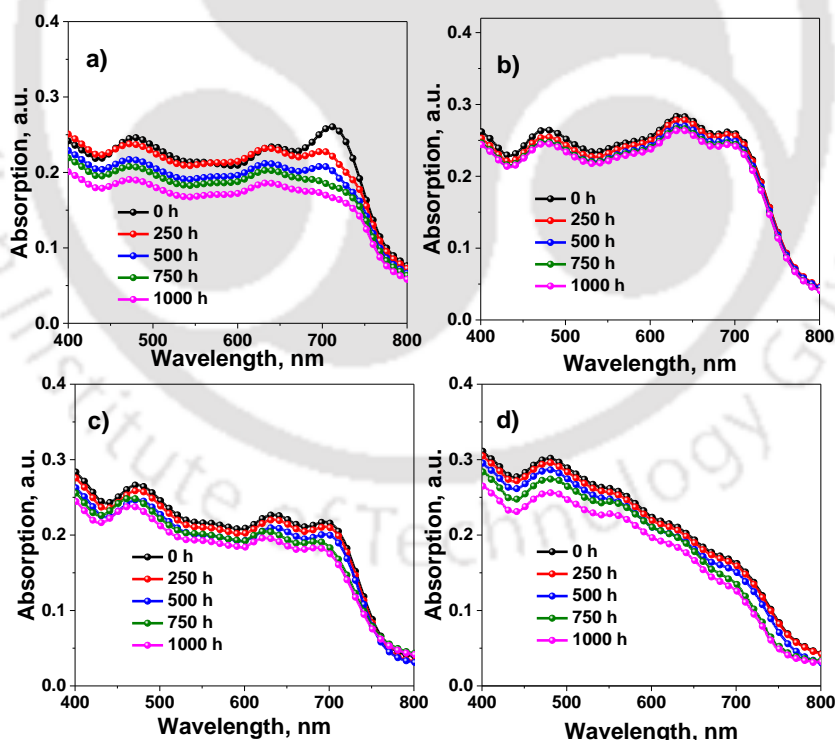 a)
Absorption, a.u.
0.4
0.3
0.2
0.1
0.0
0 h
250 h
500 h
750 h
1000 h
400 500 600 700 800
Wavelength, nm
b)
Absorption, a.u.
0.4
0.3
0.2
0.1
0.0
0 h
250 h
500 h
750 h
1000 h
400 500 600 700 800
Wavelength, nm
c)
Absorption, a.u.
0.4
0.3
0.2
0.1
0.0
0 h
250 h
500 h
750 h
1000 h
400 500 600 700 800
Wavelength, nm
d)
Absorption, a.u.
0.4
0.3
0.2
0.1
0.0
0 h
250 h
500 h
750 h
1000 h
400 500 600 700 800
Wavelength, nm
Institute of Technology G